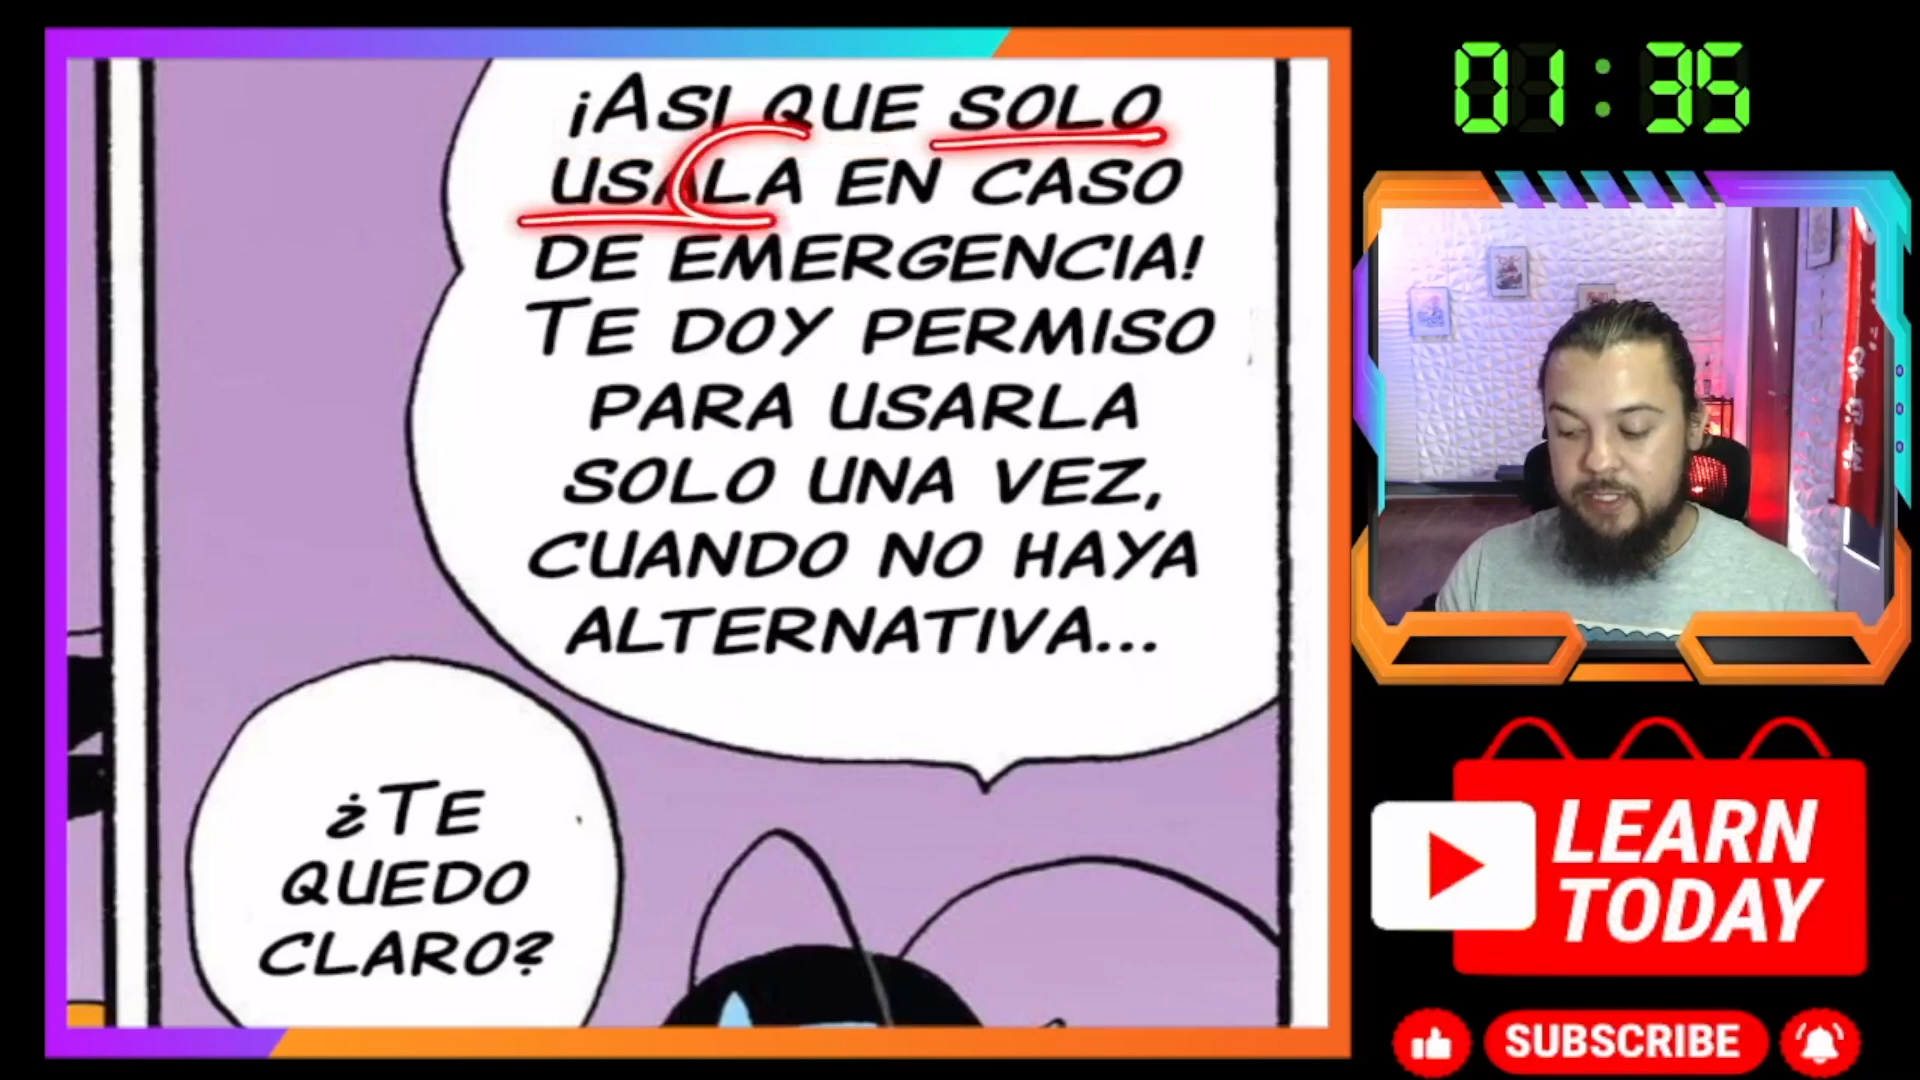 ¡ASI QUE SOLO
USALA EN CASO
DE EMERGENCIA!
TE DOY PERMISO
PARA USARLA
SOLO UNA VEZ,
CUANDO NO HAYA
ALTERNATIVA...
¿TE
QUEDO
CLARO?
01:35
LEARN
TODAY
SUBSCRIBE